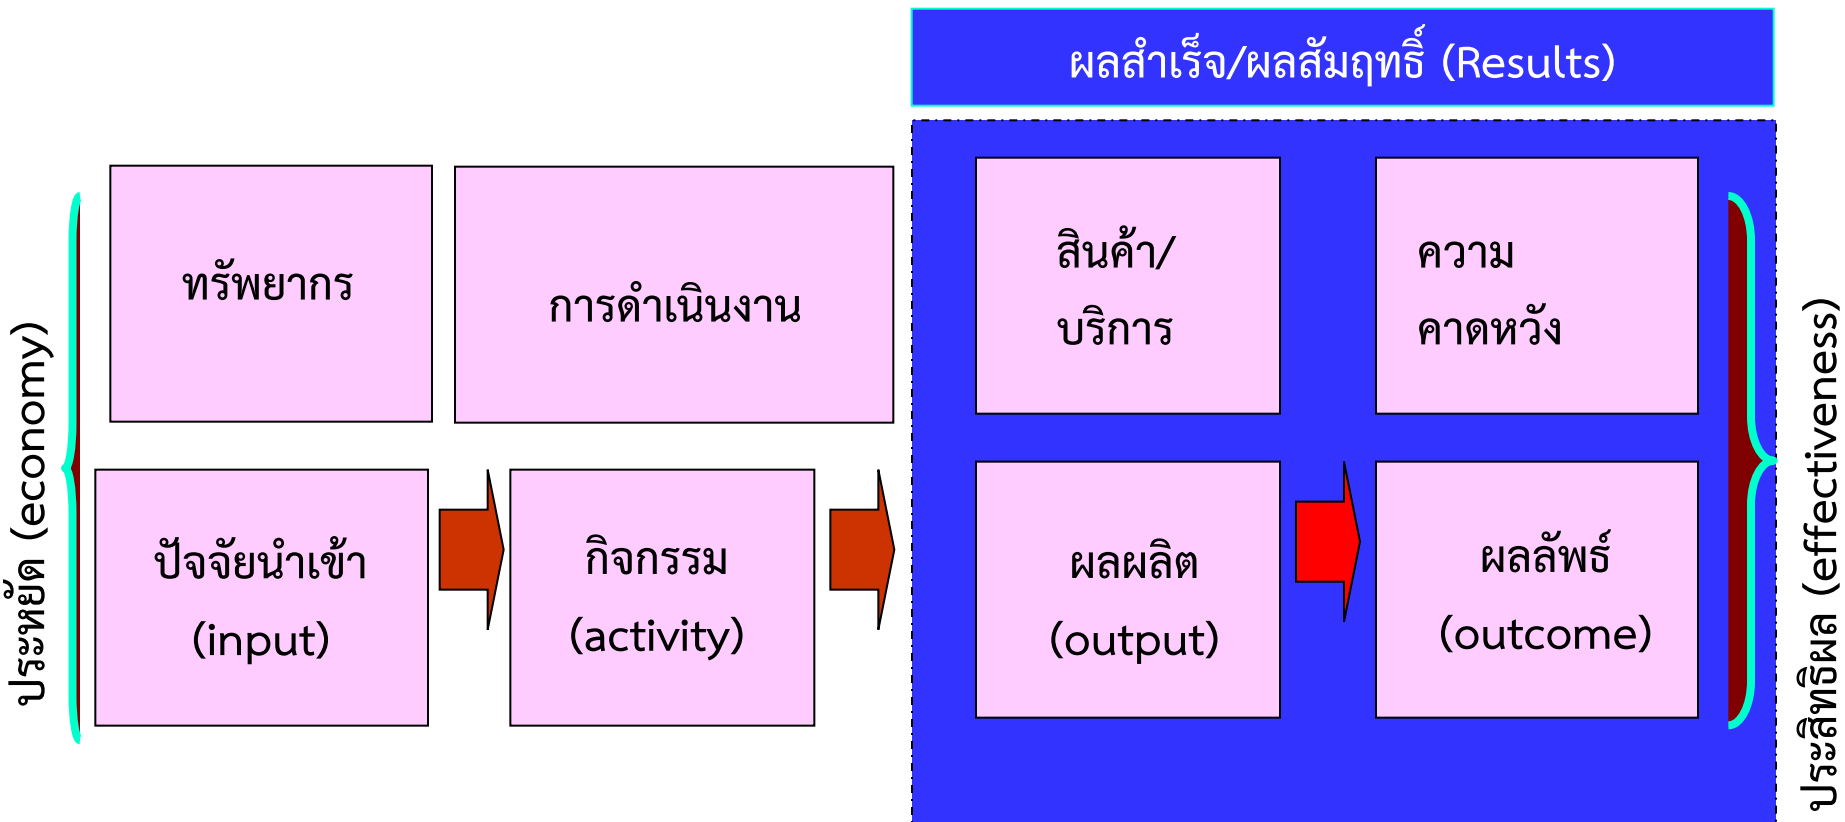 ผลสำเร็จ/ผลสัมฤทธิ์ (Results)
ทรัพยากร
การดำเนินงาน
สินค้า/
บริการ
ความ
คาดหวัง
ประหยัด (economy)
ปัจจัยนำเข้า
(input)
กิจกรรม
(activity)
ผลผลิต
(output)
ผลลัพธ์
(outcome)
ประสิทธิผล (effectiveness)